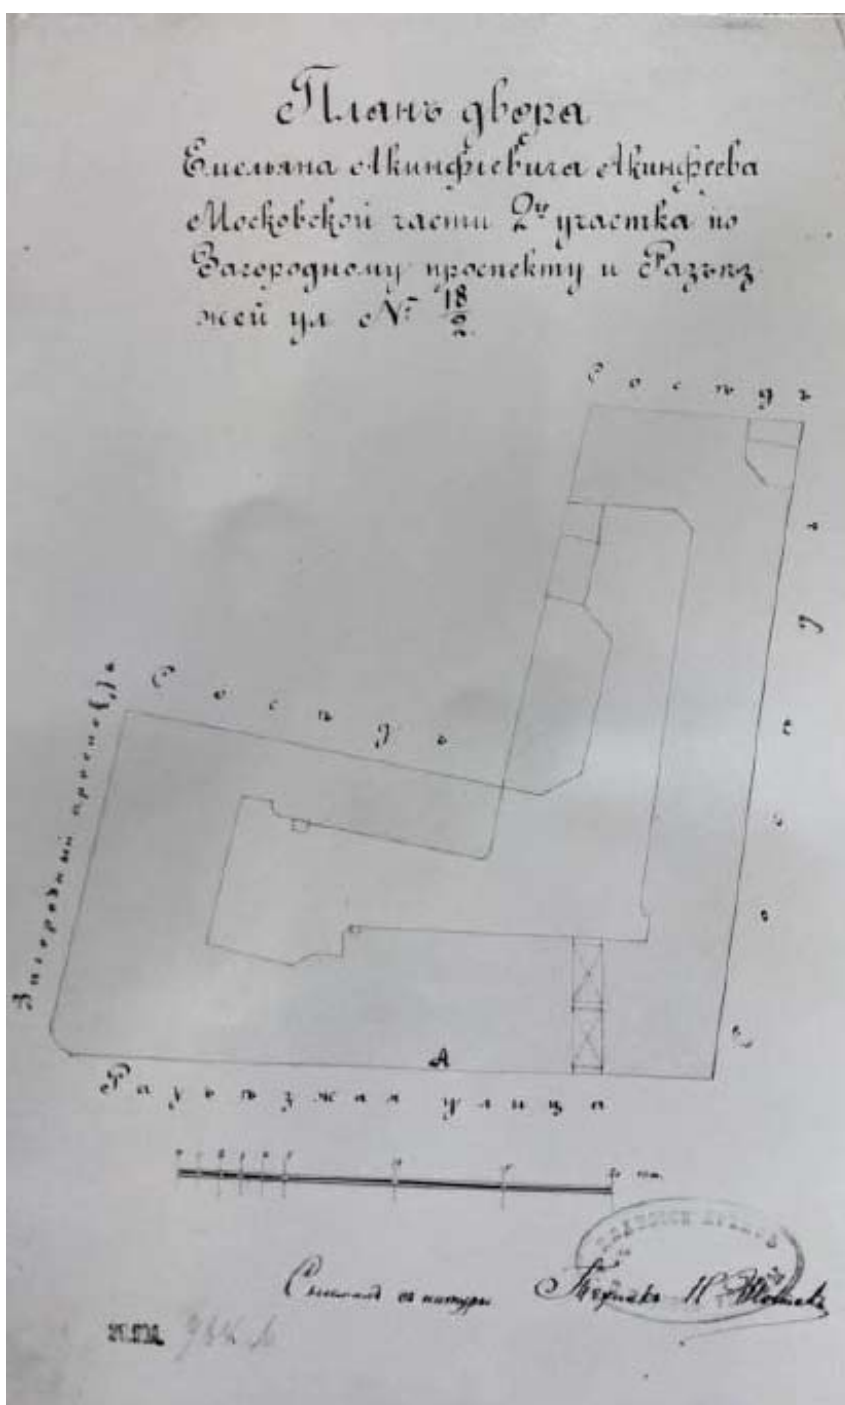 Планъ двора
Емельяна Акинфіевича Акинфеева
Московской части 2го участка по
Загородному проспекту и Разъѣз
жей ул № 18
2
Сосѣдъ
Сосѣдъ
Сосѣдъ
Загородный
А
Разъѣзжая улица
Снималъ съ натуры